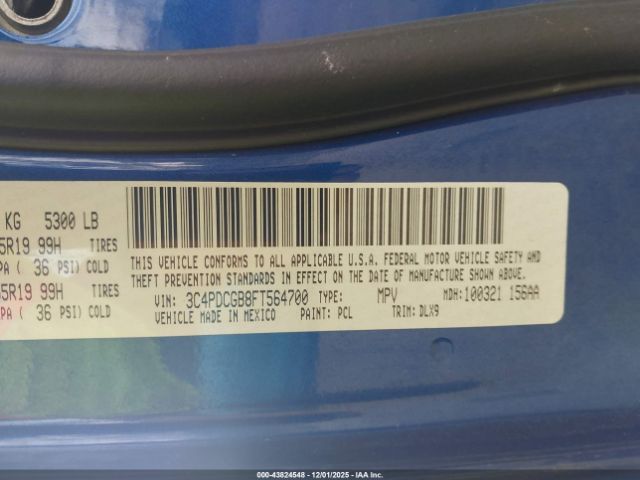 KG 5300 LB
5R19 99H TIRES
PA ( 36 PSI) COLD
55R19 99H TIRES
PA ( 36 PSI) COLD
THIS VEHICLE CONFORMS TO ALL APPLICABLE U.S.A. FEDERAL MOTOR VEHICLE SAFETY AND
THEFT PREVENTION STANDARDS IN EFFECT ON THE DATE OF MANUFACTURE SHOWN ABOVE.
VIN: 3C4PDCGB8FT564700 TYPE: MPV MDH: 100321 156AA
VEHICLE MADE IN MEXICO PAINT: PCL TRIM: DLX9
000-43824548 - 12/01/2025 - IAAI.COM